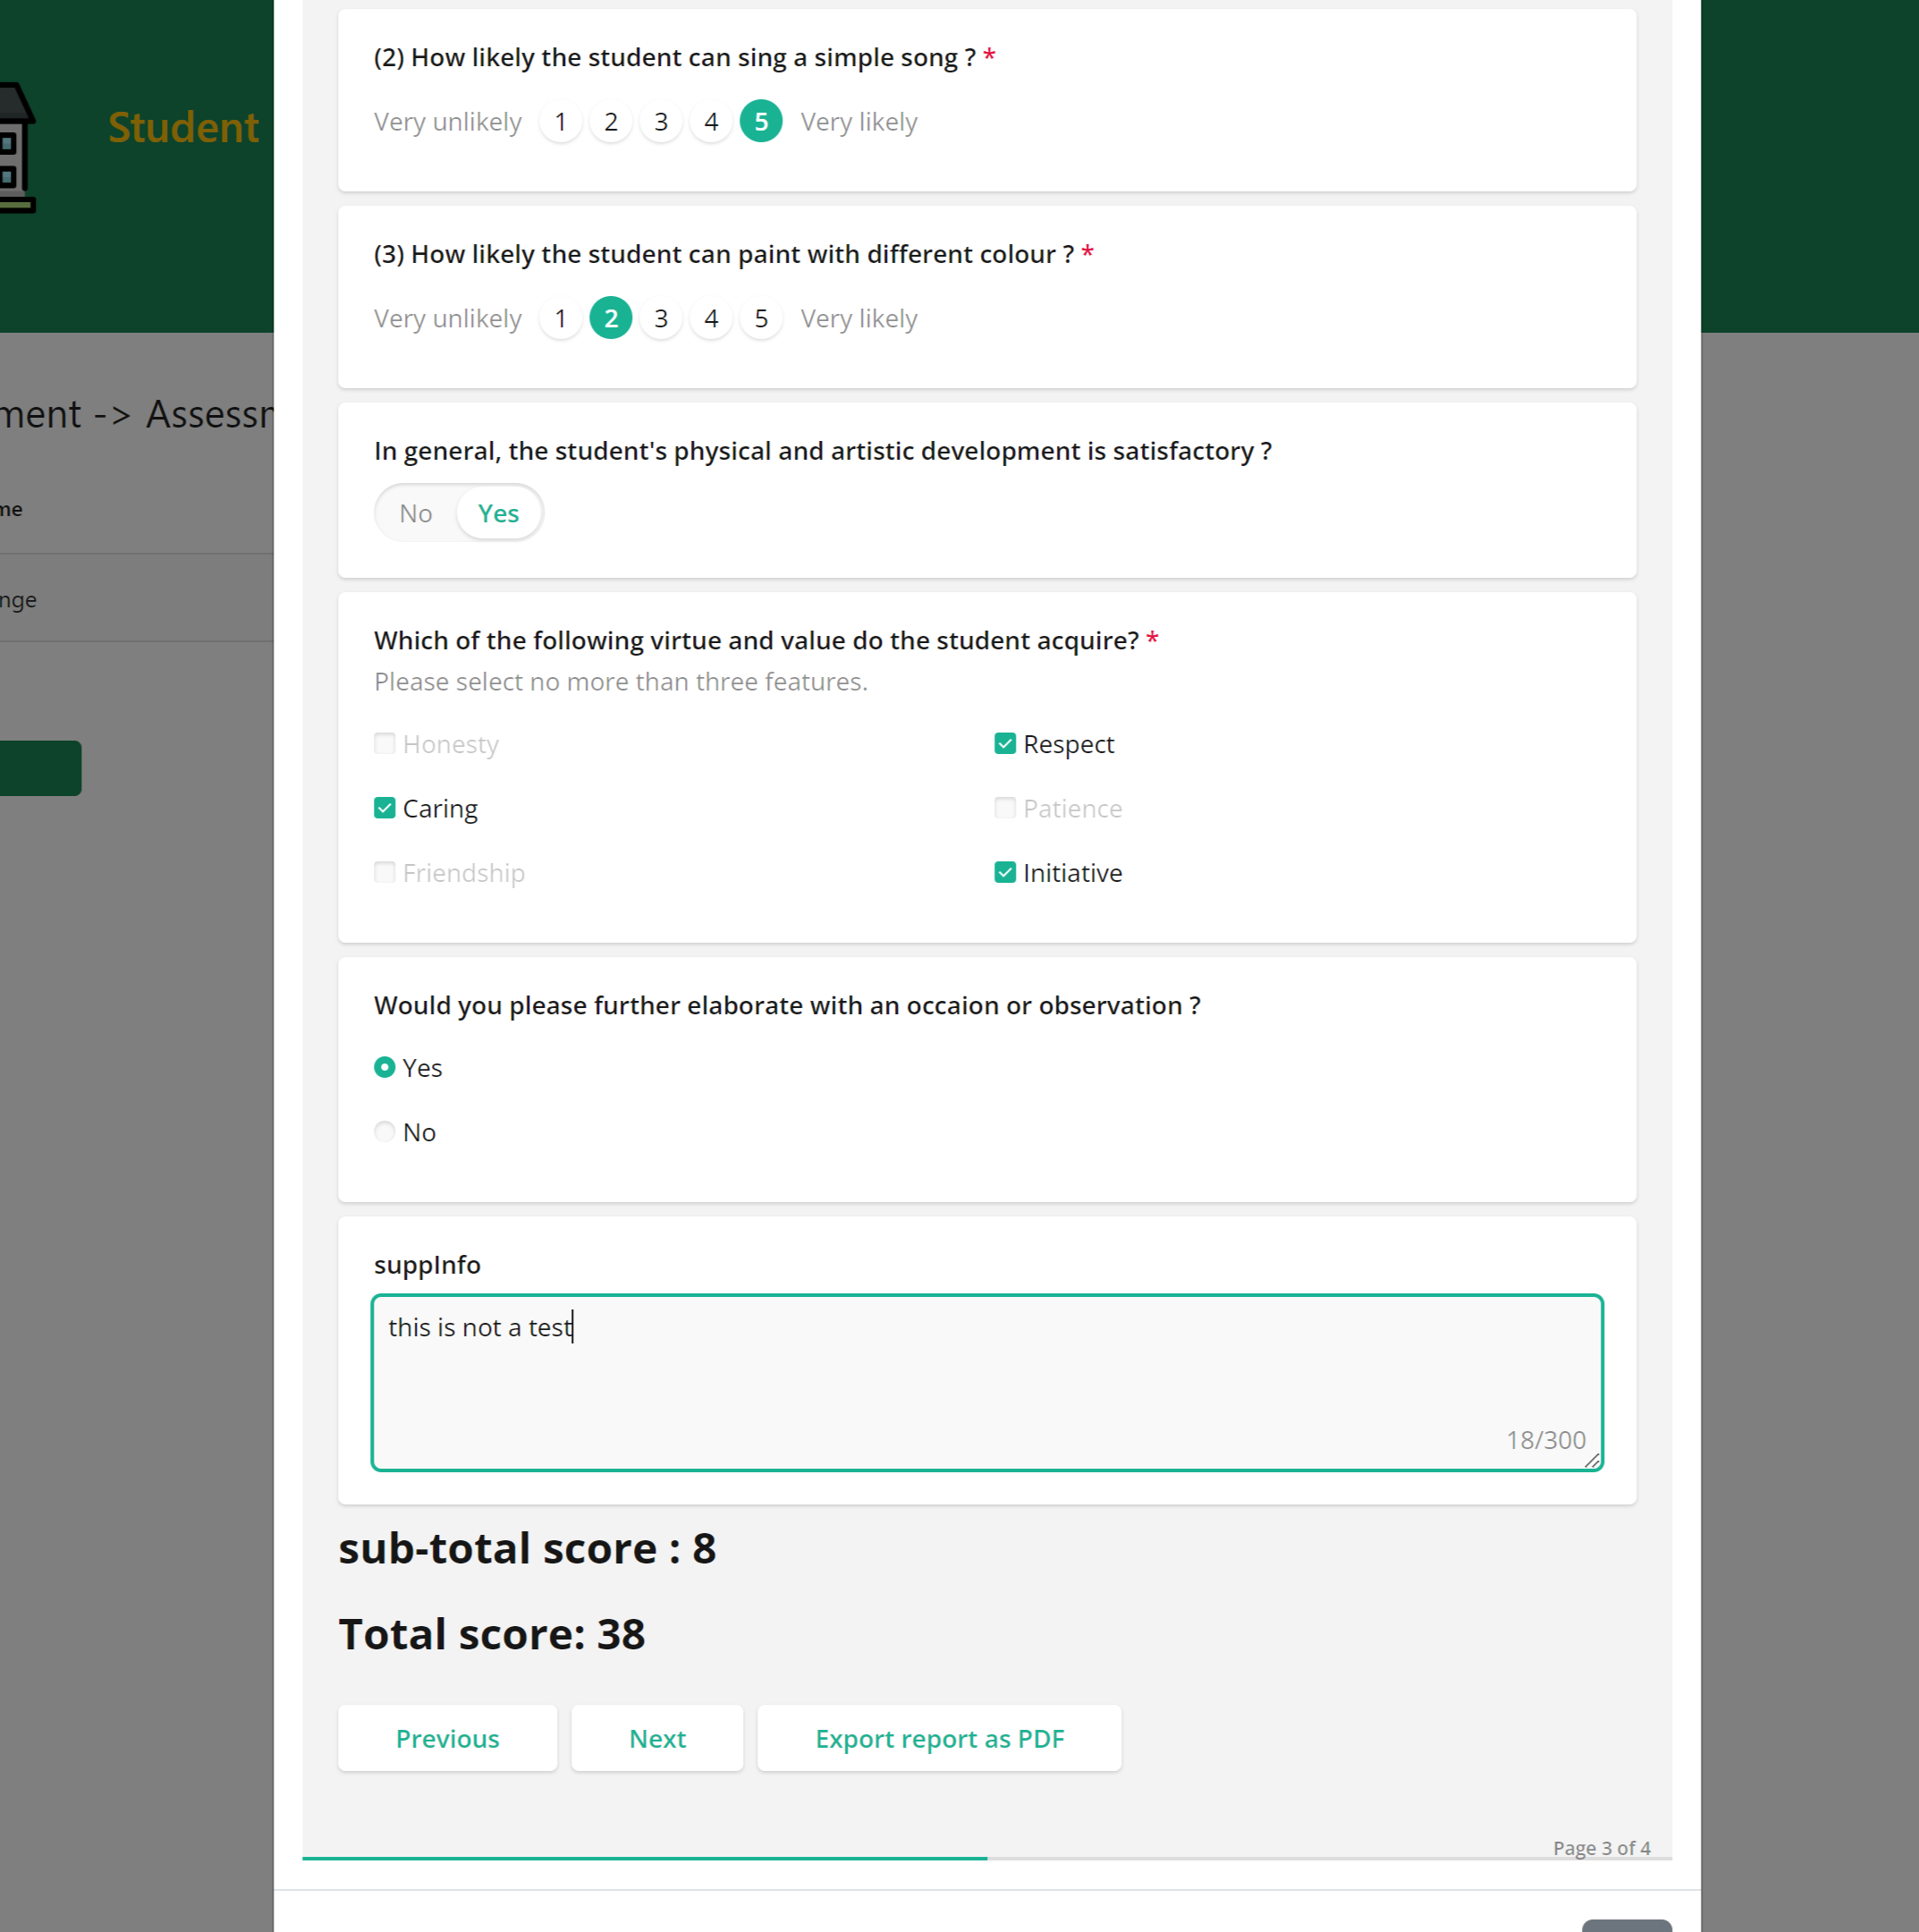 (2) How likely the student can sing a simple song ? *
Very unlikely 1 2 3 4 5 Very likely
Student
(3) How likely the student can paint with different colour ? *
Very unlikely 1 2 3 4 5 Very likely
ment -> Assessm
In general, the student's physical and artistic development is satisfactory ?
No Yes
me
nge
Which of the following virtue and value do the student acquire? *
Please select no more than three features.
Honesty Respect
Caring Patience
Friendship Initiative
Would you please further elaborate with an occaion or observation ?
Yes
No
suppInfo
this is not a test
18/300
sub-total score : 8
Total score: 38
Previous Next Export report as PDF
Page 3 of 4